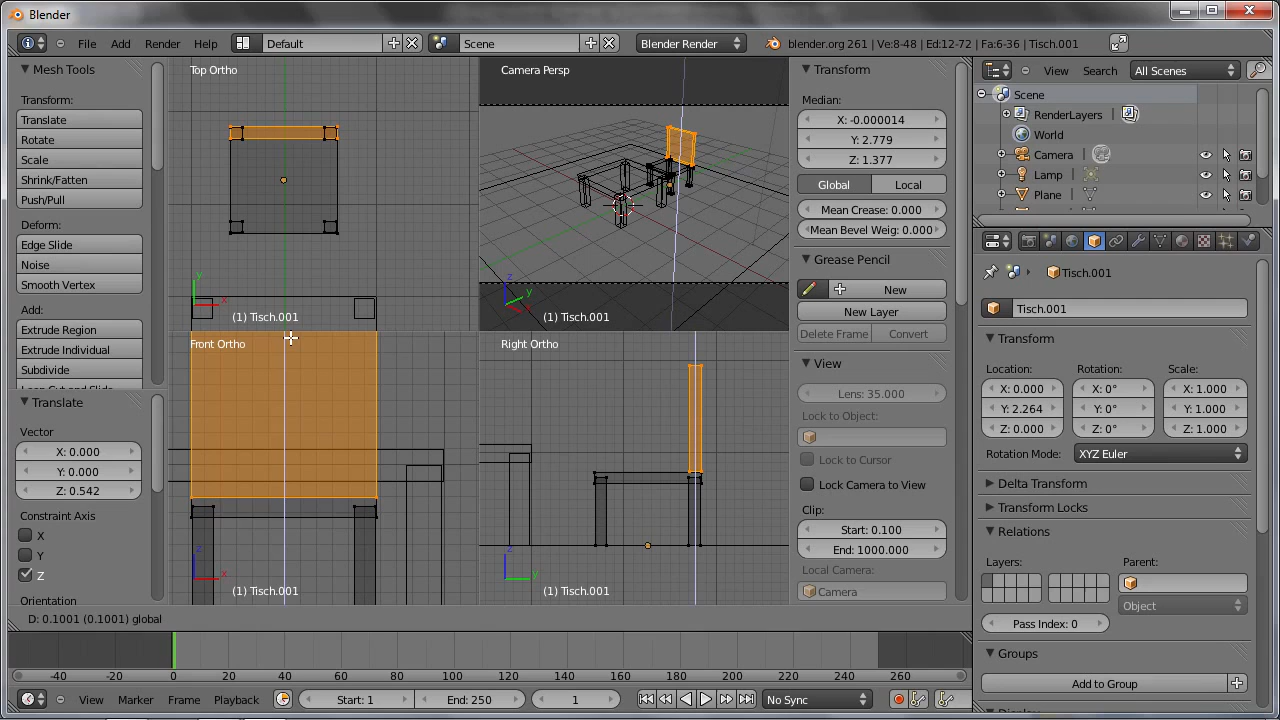 Blender
File Add Render Help Default Scene Blender Render blender.org 261 | Ve:8-48 | Ed:12-72 | Fa:6-36 | Tisch.001
Mesh Tools
Transform:
Translate
Rotate
Scale
Shrink/Fatten
Push/Pull
Deform:
Edge Slide
Noise
Smooth Vertex
Add:
Extrude Region
Extrude Individual
Subdivide
Translate
Vector
X: 0.000
Y: 0.000
Z: 0.542
Constraint Axis
X
Y
Z
Orientation
Top Ortho
y
x
(1) Tisch.001
Camera Persp
z
y
(1) Tisch.001
Front Ortho
z
x
(1) Tisch.001
Right Ortho
z
y
(1) Tisch.001
D: 0.1001 (0.1001) global
Transform
Median:
X: -0.000014
Y: 2.779
Z: 1.377
Global Local
Mean Crease: 0.000
Mean Bevel Weig: 0.000
Grease Pencil
New
New Layer
Delete Frame Convert
View
Lens: 35.000
Lock to Object:
Lock to Cursor
Lock Camera to View
Clip:
Start: 0.100
End: 1000.000
Local Camera:
Camera
View Search All Scenes
Scene
RenderLayers
World
Camera
Lamp
Plane
Tisch.001
Tisch.001
Transform
Location: Rotation: Scale:
X: 0.000 X: 0° X: 1.000
Y: 2.264 Y: 0° Y: 1.000
Z: 0.000 Z: 0° Z: 1.000
Rotation Mode: XYZ Euler
Delta Transform
Transform Locks
Relations
Layers: Parent:
Object
Pass Index: 0
Groups
Add to Group
-40 -20 0 20 40 60 80 100 120 140 160 180 200 220 240 260
View Marker Frame Playback Start: 1 End: 250 1 No Sync